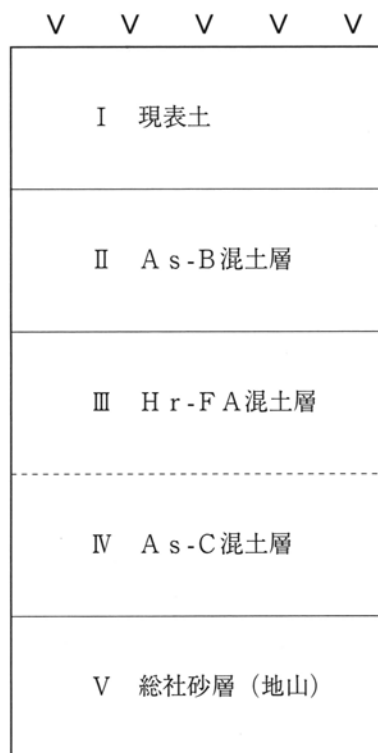 Ⅰ 現表土
Ⅱ As-B混土層
Ⅲ Hr-FA混土層
Ⅳ As-C混土層
Ⅴ 総社砂層（地山）